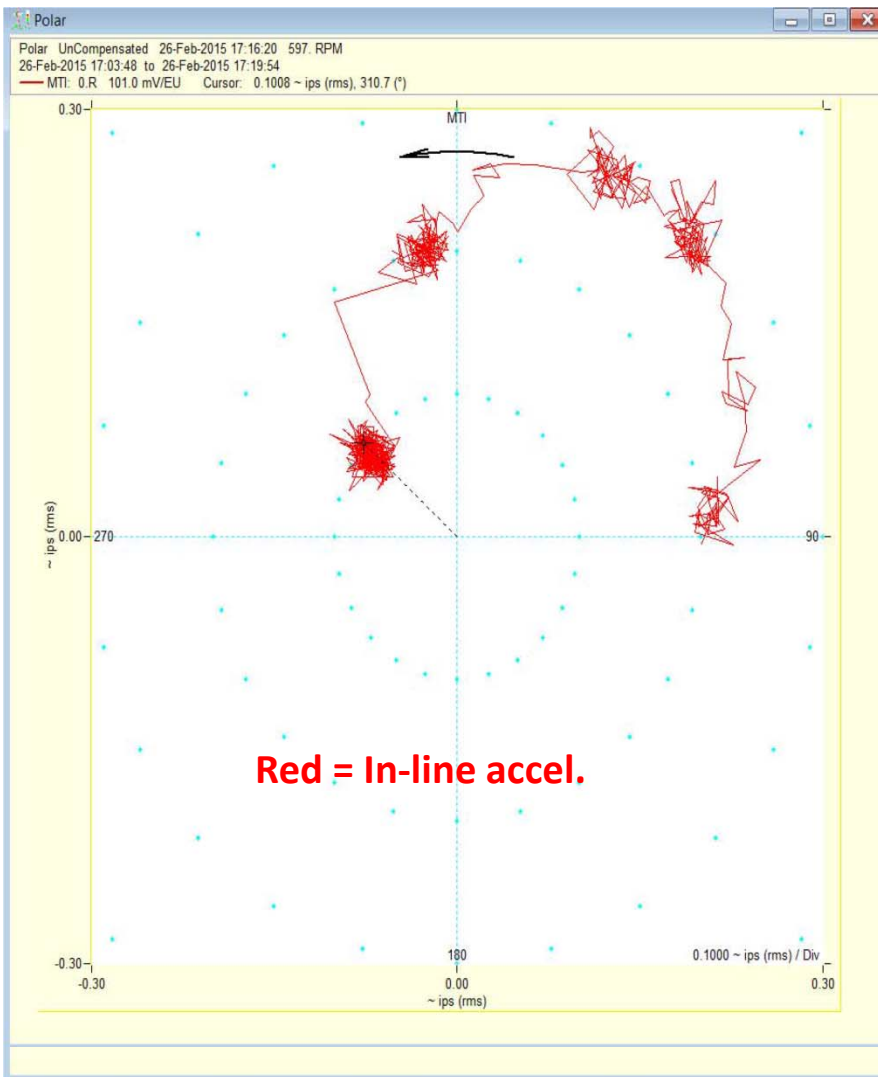 Polar
Polar UnCompensated 26-Feb-2015 17:16:20 597. RPM
26-Feb-2015 17:03:48 to 26-Feb-2015 17:19:54
MTI: 0.R 101.0 mV/EU Cursor: 0.1008 ~ ips (rms), 310.7 (°)
0.30
MTI
~ ips (rms)
0.00
270
90
Red = In-line accel.
180
0.1000 ~ ips (rms) / Div
-0.30
-0.30
0.00
0.30
~ ips (rms)